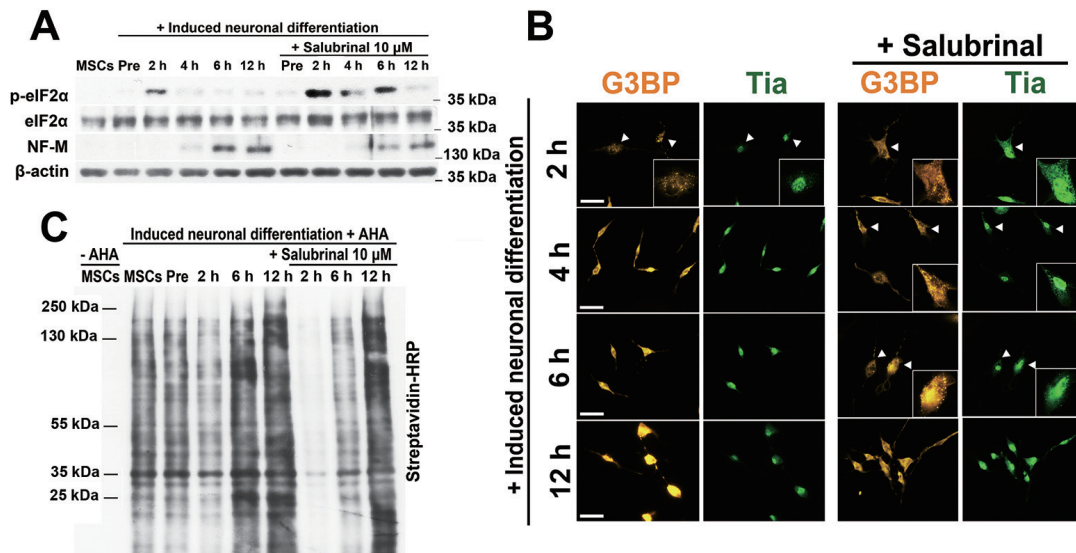 A
+ Induced neuronal differentiation
+ Salubrinal 10 µM
MSCs Pre 2 h 4 h 6 h 12 h Pre 2 h 4 h 6 h 12 h
p-eIF2α
35 kDa
eIF2α
35 kDa
NF-M
130 kDa
β-actin
35 kDa
B
+ Salubrinal
G3BP Tia G3BP Tia
+ Induced neuronal differentiation
2 h
4 h
6 h
12 h
C
Induced neuronal differentiation + AHA
- AHA
+ Salubrinal 10 µM
MSCs MSCs Pre 2 h 6 h 12 h 2 h 6 h 12 h
250 kDa
130 kDa
55 kDa
35 kDa
25 kDa
Streptavidin-HRP